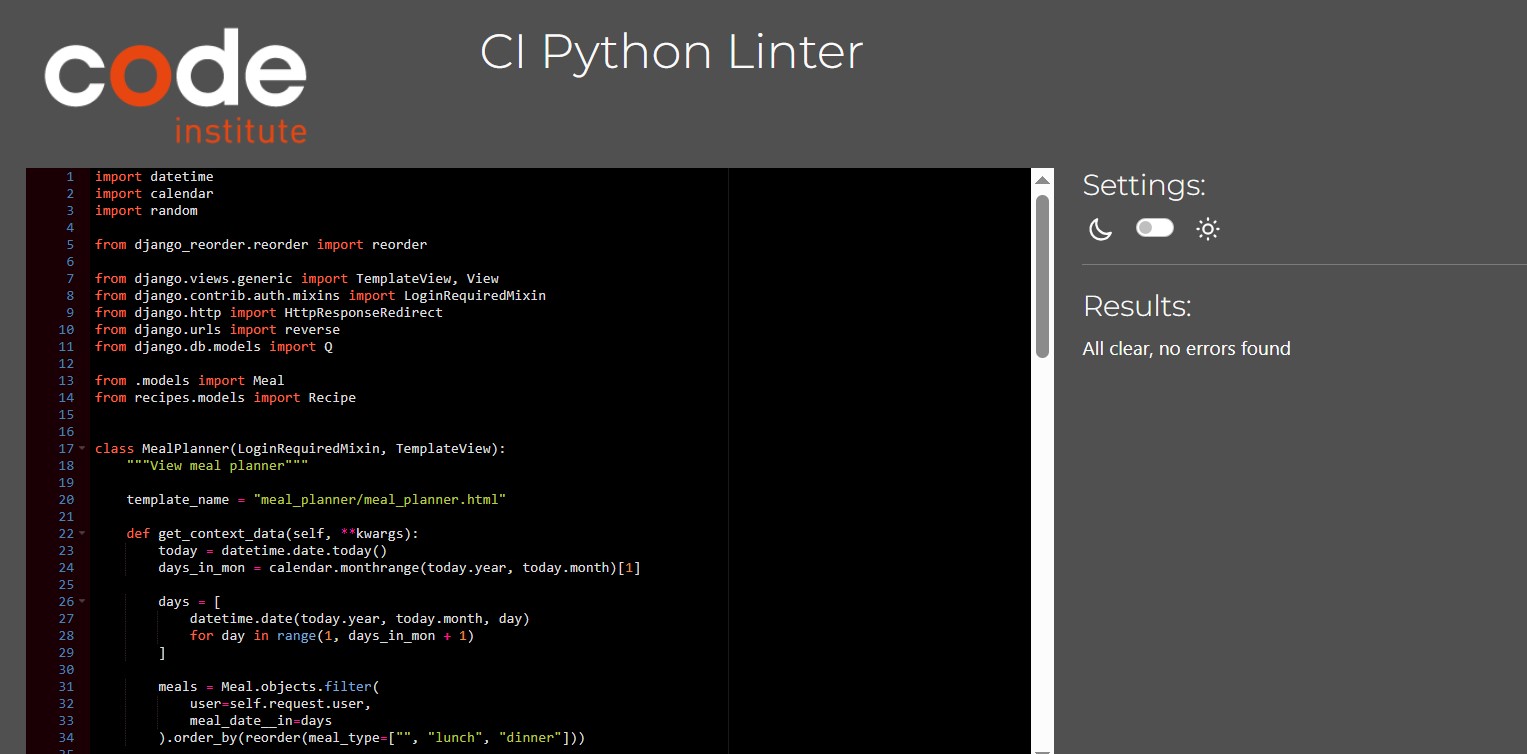 code
institute
CI Python Linter
1 import datetime
2 import calendar
3 import random
4
5 from django_reorder.reorder import reorder
6
7 from django.views.generic import TemplateView, View
8 from django.contrib.auth.mixins import LoginRequiredMixin
9 from django.http import HttpResponseRedirect
10 from django.urls import reverse
11 from django.db.models import Q
12
13 from .models import Meal
14 from recipes.models import Recipe
15
16
17 class MealPlanner(LoginRequiredMixin, TemplateView):
18     """View meal planner"""
19
20     template_name = "meal_planner/meal_planner.html"
21
22     def get_context_data(self, **kwargs):
23         today = datetime.date.today()
24         days_in_mon = calendar.monthrange(today.year, today.month)[1]
25
26         days = [
27             datetime.date(today.year, today.month, day)
28             for day in range(1, days_in_mon + 1)
29         ]
30
31         meals = Meal.objects.filter(
32             user=self.request.user,
33             meal_date__in=days
34         ).order_by(reorder(meal_type=["", "lunch", "dinner"]))
Settings:
Results:
All clear, no errors found